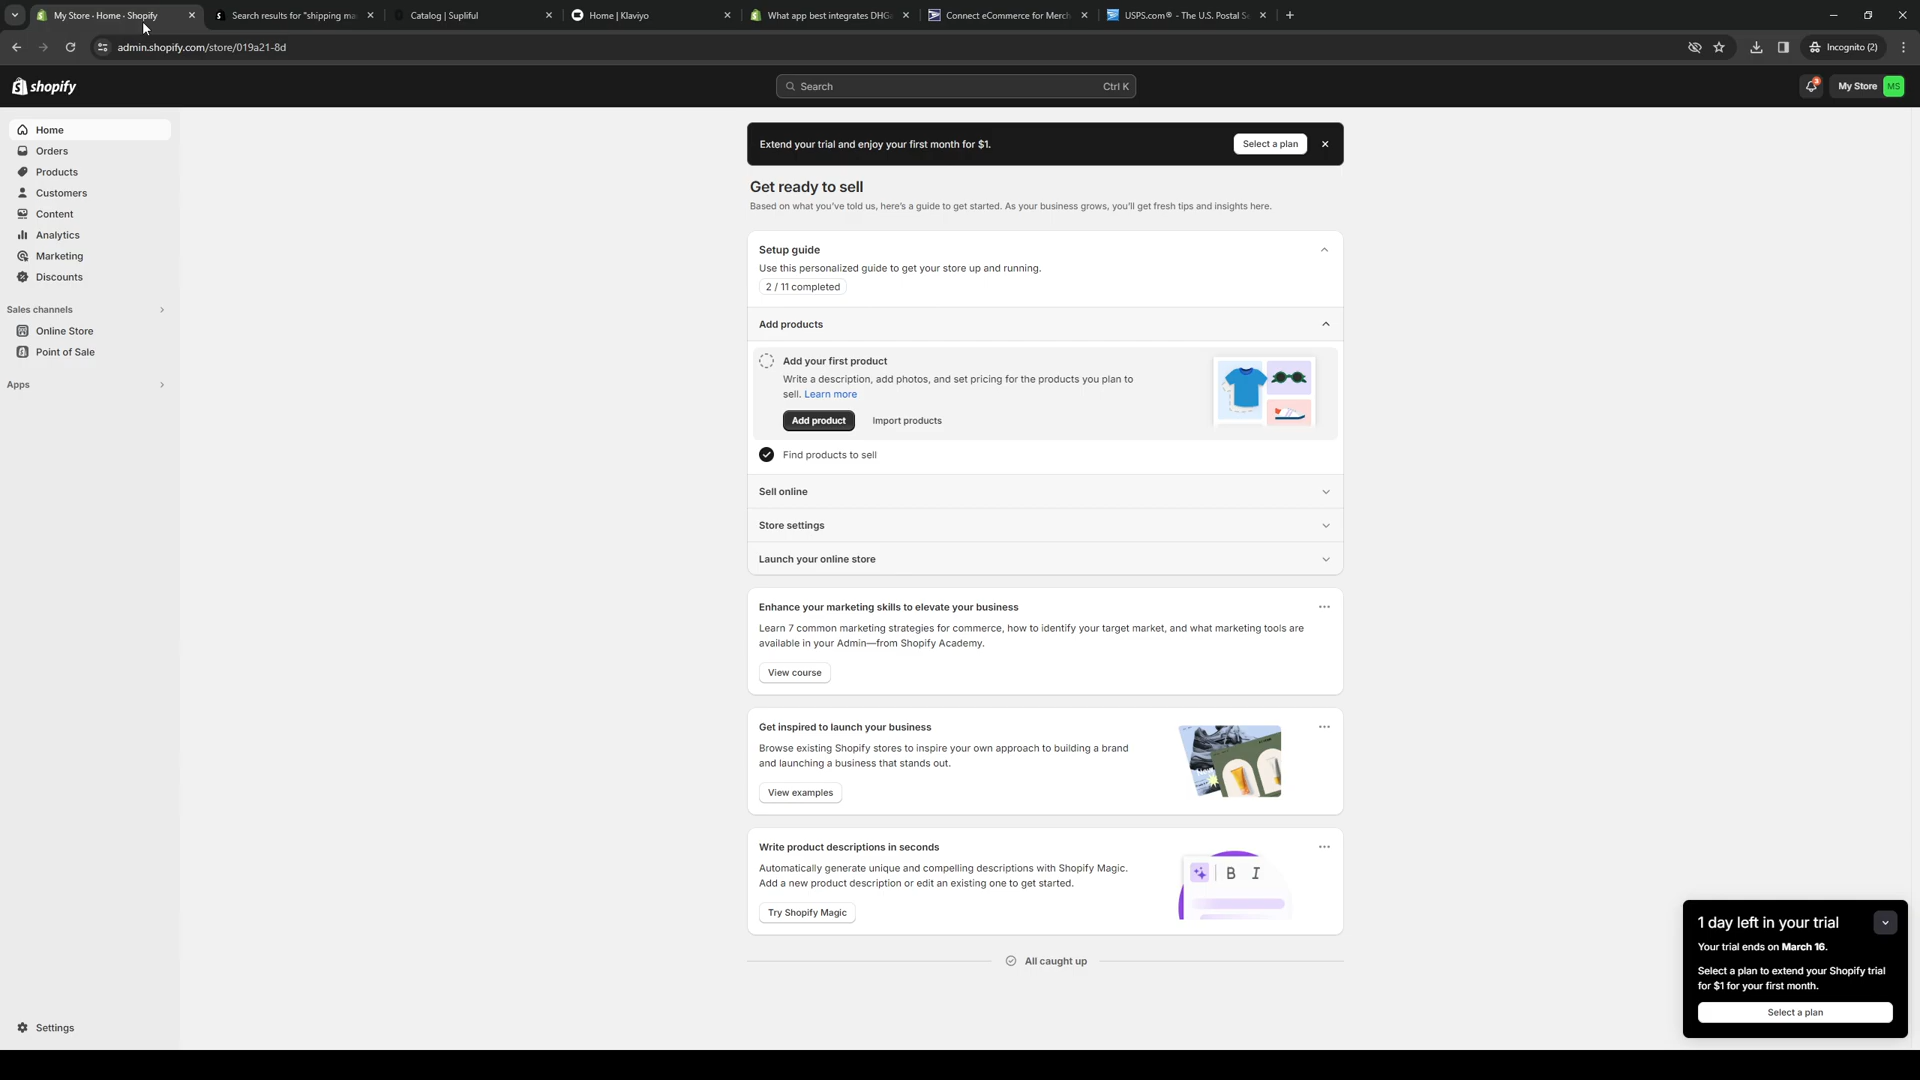 My Store · Home · Shopify
Search results for "shipping ma
Catalog | Supliful
Home | Klaviyo
What app best integrates DHGa
Connect eCommerce for Merch
USPS.com® - The U.S. Postal Se
admin.shopify.com/store/019a21-8d
Incognito (2)
shopify
Search
Ctrl K
3
My Store
MS
Home
Orders
Products
Customers
Content
Analytics
Marketing
Discounts
Sales channels
Online Store
Point of Sale
Apps
Settings
Extend your trial and enjoy your first month for $1.
Select a plan
Get ready to sell
Based on what you've told us, here's a guide to get started. As your business grows, you'll get fresh tips and insights here.
Setup guide
Use this personalized guide to get your store up and running.
2 / 11 completed
Add products
Add your first product
Write a description, add photos, and set pricing for the products you plan to
sell. Learn more
Add product
Import products
Find products to sell
Sell online
Store settings
Launch your online store
Enhance your marketing skills to elevate your business
Learn 7 common marketing strategies for commerce, how to identify your target market, and what marketing tools are
available in your Admin—from Shopify Academy.
View course
Get inspired to launch your business
Browse existing Shopify stores to inspire your own approach to building a brand
and launching a business that stands out.
View examples
Write product descriptions in seconds
Automatically generate unique and compelling descriptions with Shopify Magic.
Add a new product description or edit an existing one to get started.
Try Shopify Magic
B I
All caught up
1 day left in your trial
Your trial ends on March 16.
Select a plan to extend your Shopify trial
for $1 for your first month.
Select a plan